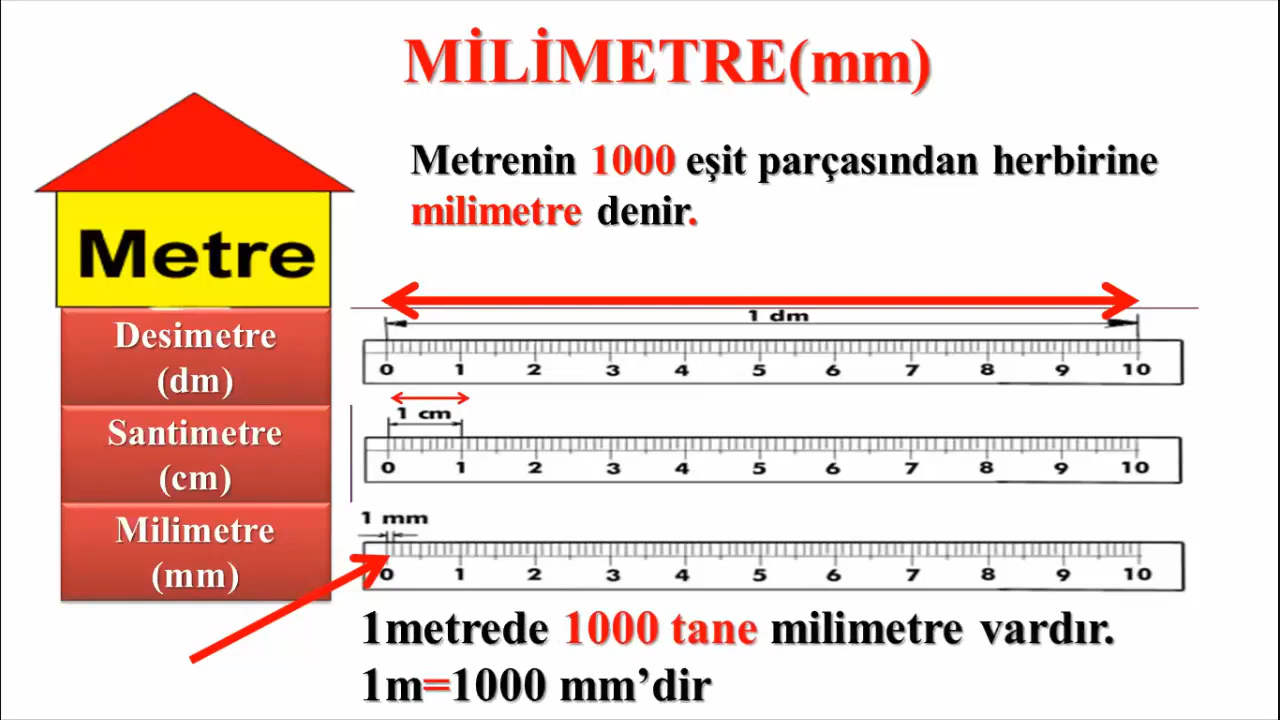 MİLİMETRE(mm)
Metrenin 1000 eşit parçasından herbirine
milimetre denir.
Metre
Desimetre
(dm)
Santimetre
(cm)
Milimetre
(mm)
1 dm
0 1 2 3 4 5 6 7 8 9 10
1 cm
0 1 2 3 4 5 6 7 8 9 10
1 mm
0 1 2 3 4 5 6 7 8 9 10
1metrede 1000 tane milimetre vardır.
1m=1000 mm’dir